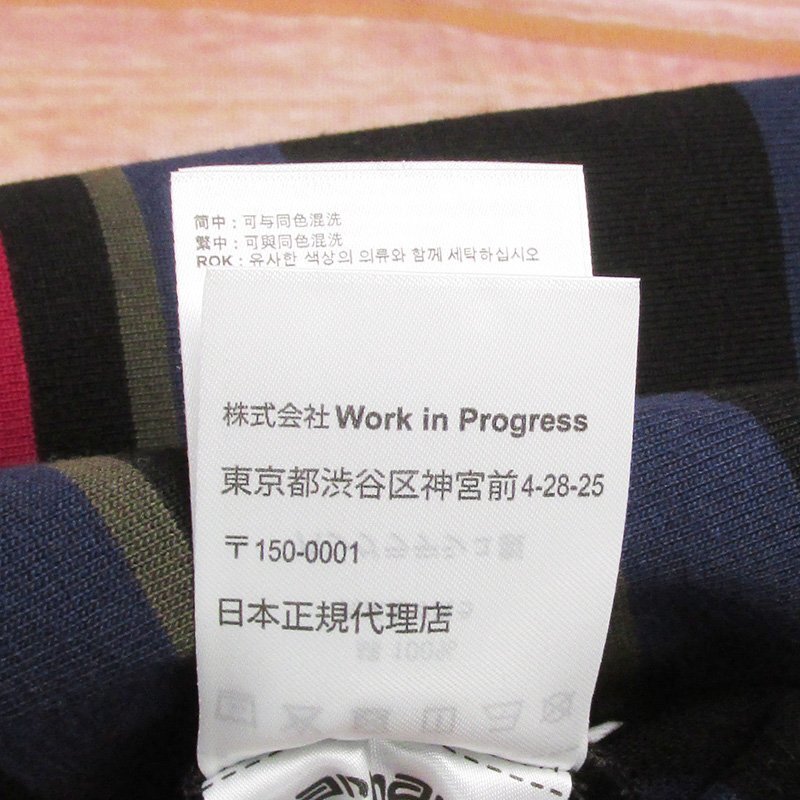 简中：可与同色混洗
繁中：可與同色混洗
ROK : 유사한 색상의 의류와 함께 세탁하십시오
株式会社 Work in Progress
東京都渋谷区神宮前4-28-25
〒150-0001
日本正規代理店